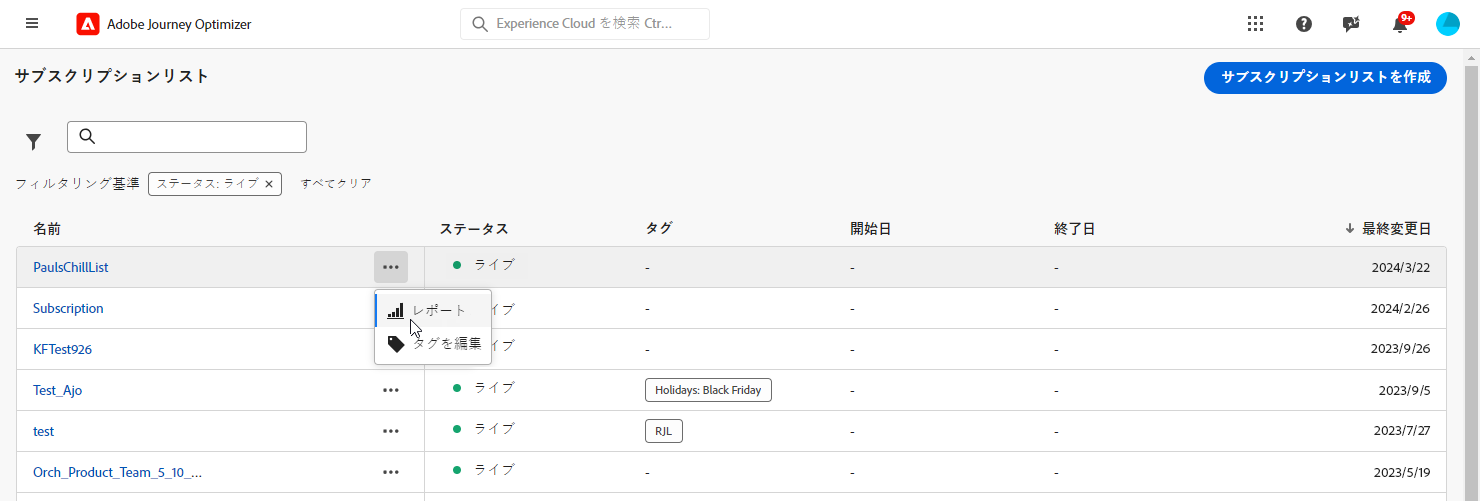 Adobe Journey Optimizer
Experience Cloud を検索 Ctr...
9+
サブスクリプションリスト
サブスクリプションリストを作成
フィルタリング基準 ステータス: ライブ × すべてクリア
名前 ステータス タグ 開始日 終了日 ↓ 最終変更日
PaulsChillList ••• ライブ - - - 2024/3/22
Subscription イブ - - - 2024/2/26
レポート
KFTest926 イブ - - - 2023/9/26
タグを編集
Test_Ajo ••• ライブ Holidays: Black Friday - - 2023/9/5
test ••• ライブ RJL - - 2023/7/27
Orch_Product_Team_5_10_... ••• ライブ - - - 2023/5/19